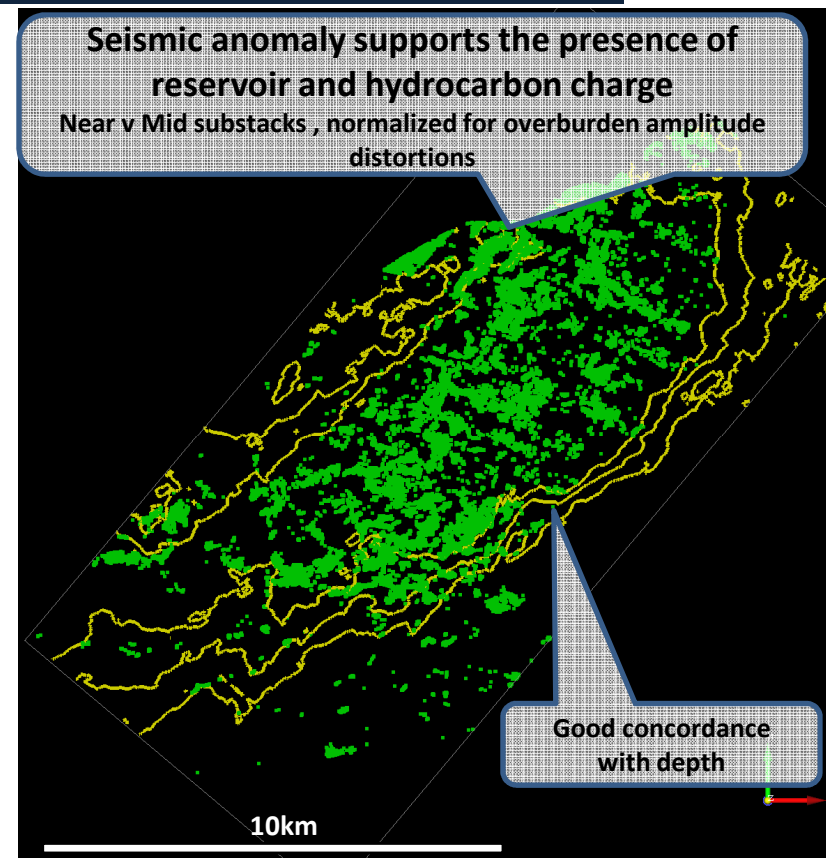 Seismic anomaly supports the presence of
reservoir and hydrocarbon charge
Near v Mid substacks , normalized for overburden amplitude
distortions
Good concordance
with depth
10km